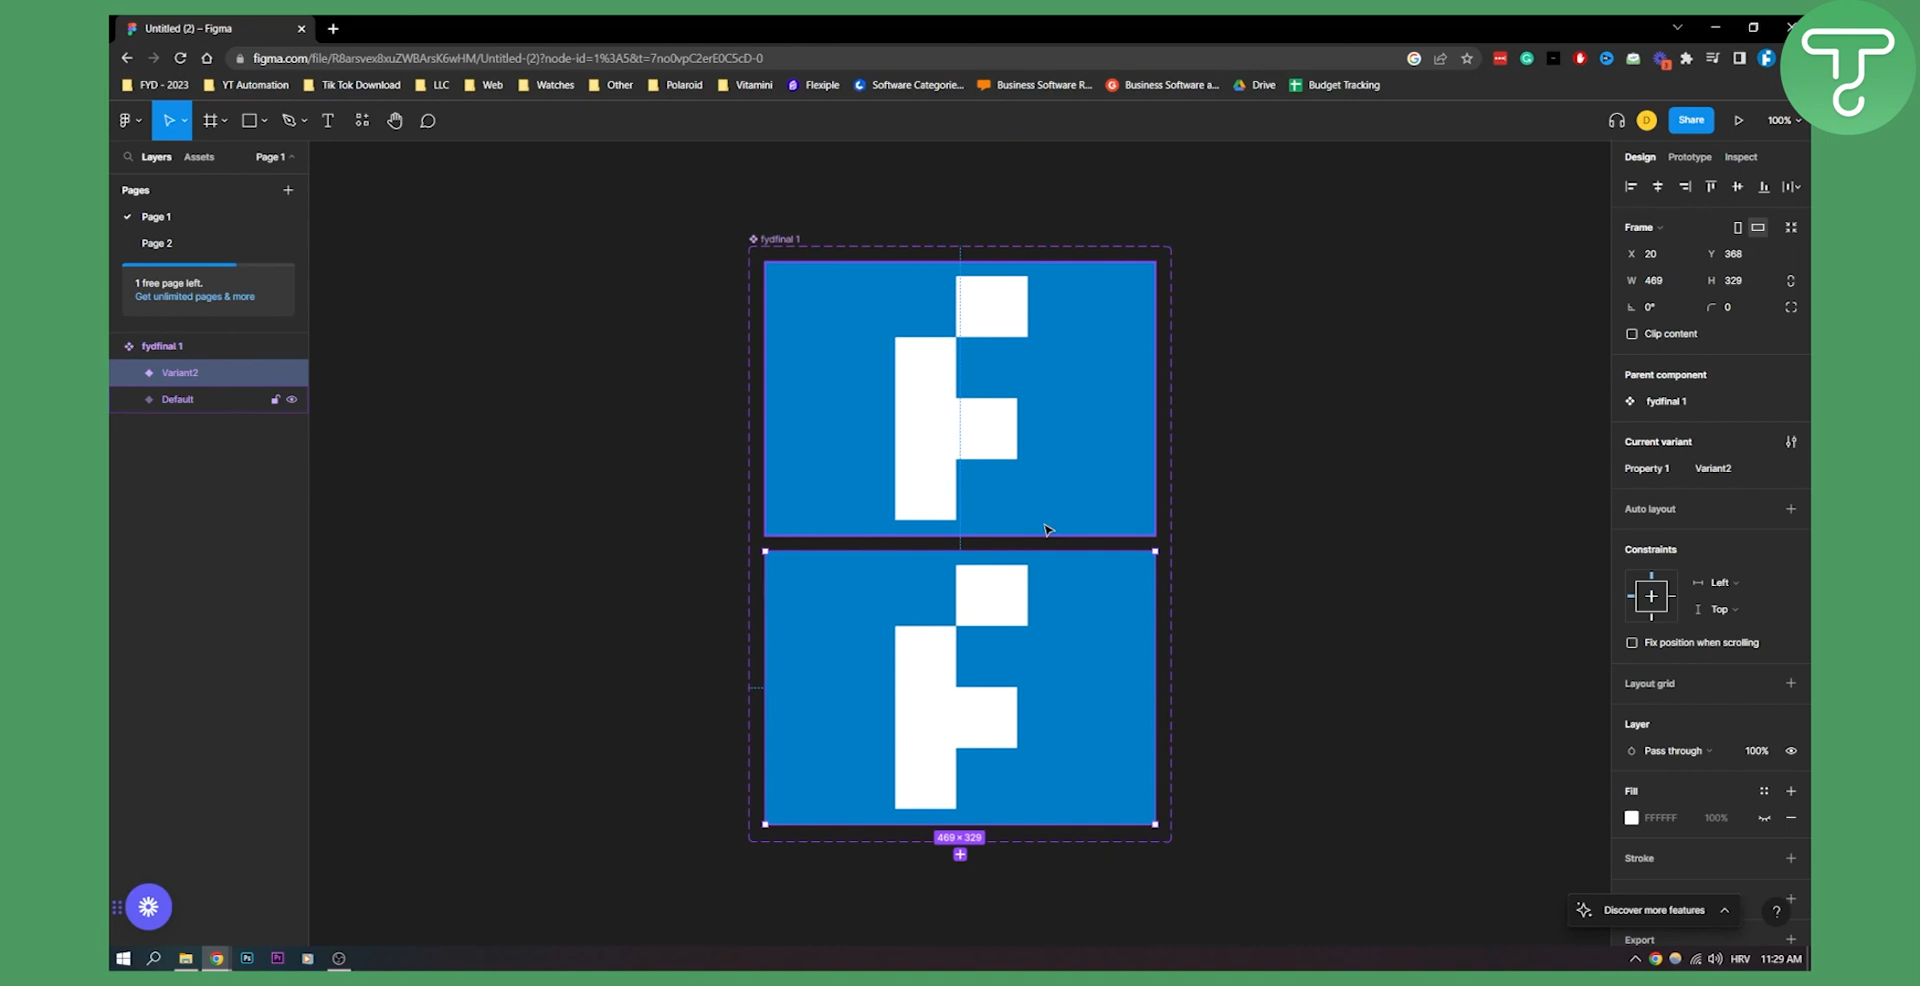 Untitled (2) – Figma
figma.com/file/R8arsvex8xuZWBArsK6wHM/Untitled-(2)?node-id=1%3A5&t=7no0vpC2erE0C5cD-0
FYD - 2023
YT Automation
Tik Tok Download
LLC
Web
Watches
Other
Polaroid
Vitamini
Flexiple
Software Categorie...
Business Software R...
Business Software a...
Drive
Budget Tracking
D
Share
100%
Layers
Assets
Page 1
Pages
Page 1
Page 2
1 free page left.
Get unlimited pages & more
fydfinal 1
Variant2
Default
fydfinal 1
469 × 329
Design
Prototype
Inspect
Frame
X 20
Y 368
W 469
H 329
0°
0
Clip content
Parent component
fydfinal 1
Current variant
Property 1
Variant2
Auto layout
Constraints
Left
Top
Fix position when scrolling
Layout grid
Layer
Pass through
100%
Fill
FFFFFF
100%
Stroke
Discover more features
?
Export
Ps
Pr
HRV
11:29 AM